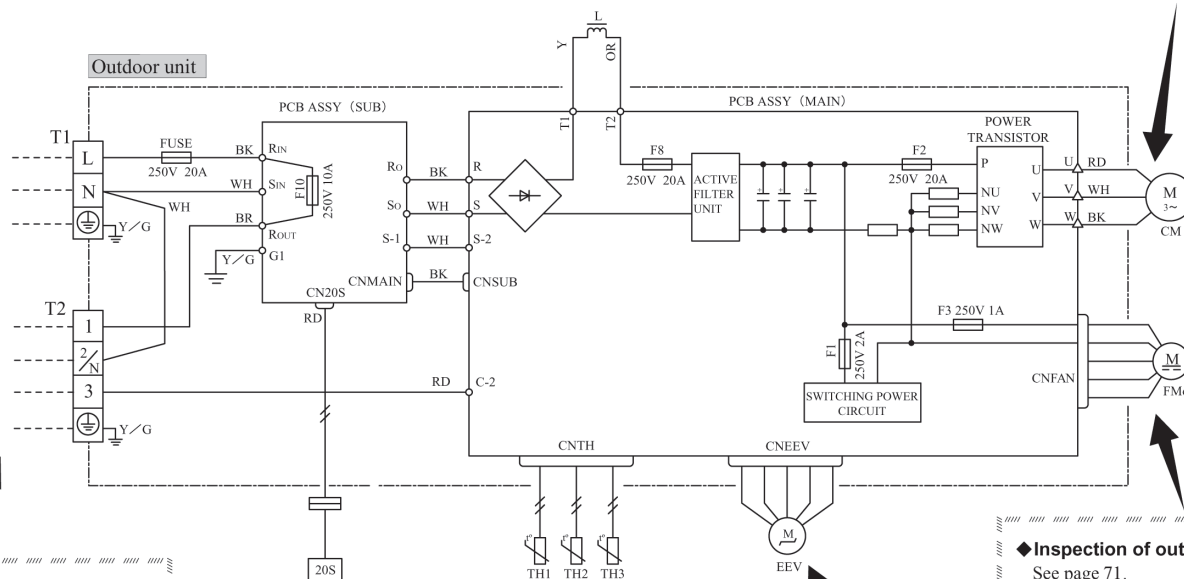 L
Y
OR
Outdoor unit
PCB ASSY (SUB)
PCB ASSY (MAIN)
T1
T2
POWER
TRANSISTOR
T1
L
FUSE
250V 20A
BK
RIN
F10
250V 10A
RO
BK
R
F8
250V 20A
ACTIVE
FILTER
UNIT
+
+
+
F2
250V 20A
P
U
U
RD
N
WH
SIN
SO
WH
S
NU
NV
NW
V
V
WH
W
W
BK
M
3~
CM
WH
BR
ROUT
S-1
WH
S-2
Y/G
Y/G
G1
CNMAIN
BK
CNSUB
CN20S
RD
T2
1
2/N
3
RD
C-2
Y/G
F3 250V 1A
F1
250V 2A
SWITCHING POWER
CIRCUIT
CNFAN
M
FMo
CNTH
CNEEV
t°
t°
t°
TH1
TH2
TH3
M
EEV
20S
◆Inspection of out
See page 71.